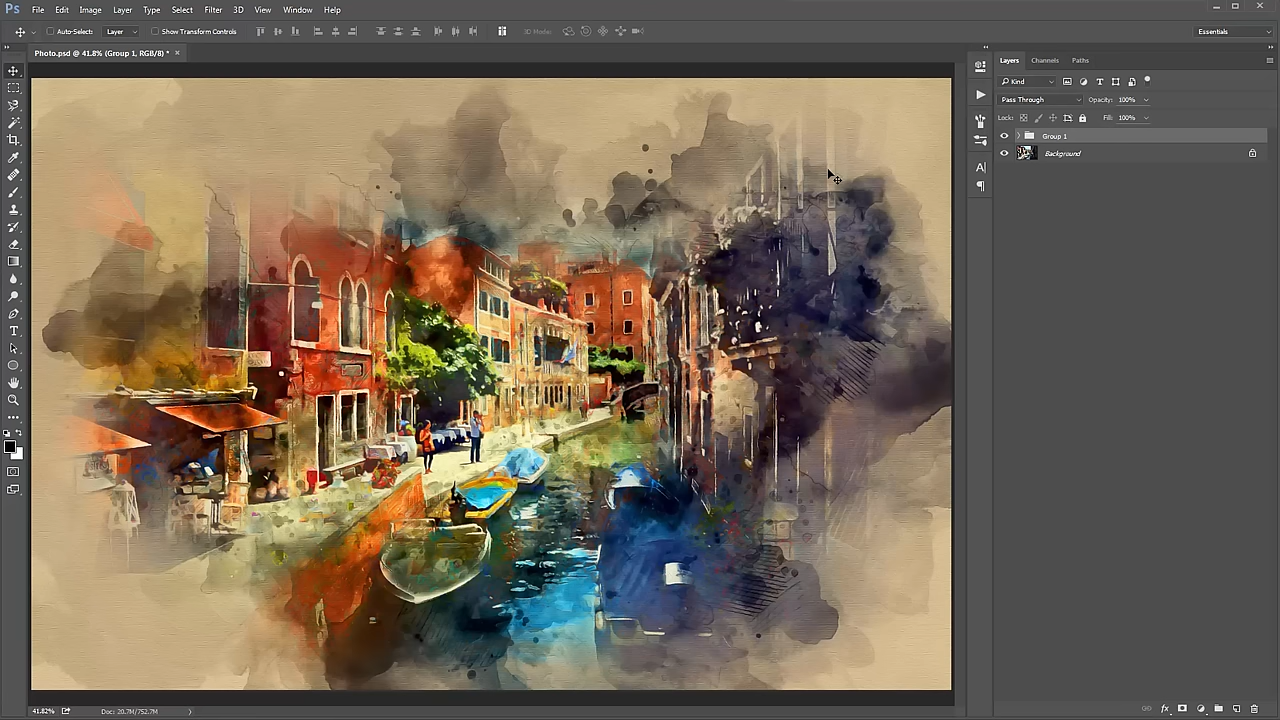 Ps File Edit Image Layer Type Select Filter 3D View Window Help
Auto-Select: Layer Show Transform Controls 3D Mode: Essentials
Photo.psd @ 41.8% (Group 1, RGB/8) * ×
Layers Channels Paths
Kind
Pass Through Opacity: 100%
Lock: Fill: 100%
Group 1
Background
41.82% Doc: 20.7M/752.7M